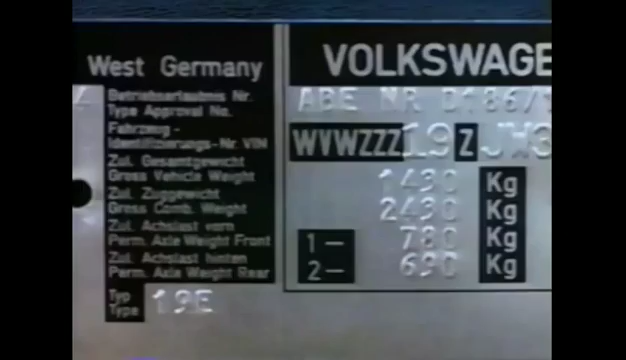 West Germany
VOLKSWAGE
Betriebserlaubnis Nr.
Type Approval No.
ABE NR D186/
Fahrzeug-
Identifizierungs-Nr. VIN
WVWZZZ19ZJW3
Zul. Gesamtgewicht
Gross Vehicle Weight
1430 Kg
Zul. Zuggewicht
Gross Comb. Weight
2430 Kg
Zul. Achslast vorn
Perm. Axle Weight Front
1— 780 Kg
Zul. Achslast hinten
Perm. Axle Weight Rear
2— 690 Kg
Typ
Type
19E